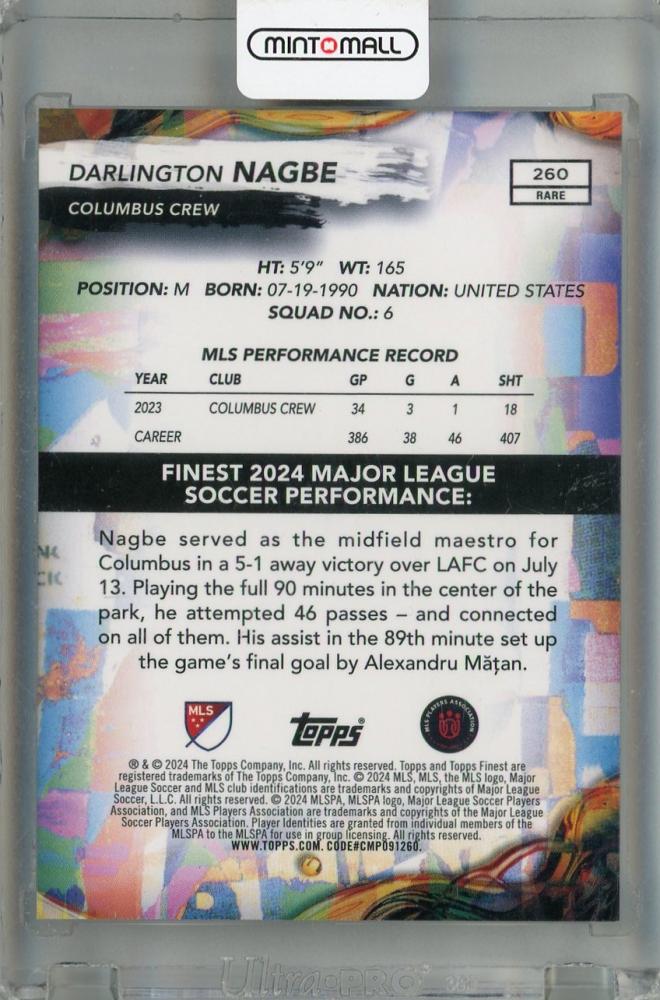 MINTOMALL
DARLINGTON NAGBE
260
RARE
COLUMBUS CREW
HT: 5'9" WT: 165
POSITION: M BORN: 07-19-1990 NATION: UNITED STATES
SQUAD NO.: 6
MLS PERFORMANCE RECORD
YEAR CLUB GP G A SHT
2023 COLUMBUS CREW 34 3 1 18
CAREER 386 38 46 407
FINEST 2024 MAJOR LEAGUE
SOCCER PERFORMANCE:
Nagbe served as the midfield maestro for
Columbus in a 5-1 away victory over LAFC on July
13. Playing the full 90 minutes in the center of the
park, he attempted 46 passes – and connected
on all of them. His assist in the 89th minute set up
the game's final goal by Alexandru Mățan.
MLS
Topps®
MLS PLAYERS ASSOCIATION
® & © 2024 The Topps Company, Inc. All rights reserved. Topps and Topps Finest are
registered trademarks of The Topps Company, Inc. © 2024 MLS, MLS, the MLS logo, Major
League Soccer and MLS club identifications are trademarks and copyrights of Major League
Soccer, L.L.C. All rights reserved. © 2024 MLSPA, MLSPA logo, Major League Soccer Players
Association, and MLS Players Association are trademarks and copyrights of the Major League
Soccer Players Association. Player Identities are granted from individual members of the
MLSPA to the MLSPA for use in group licensing. All rights reserved.
WWW.TOPPS.COM. CODE#CMP091260.
Ultra·PRO